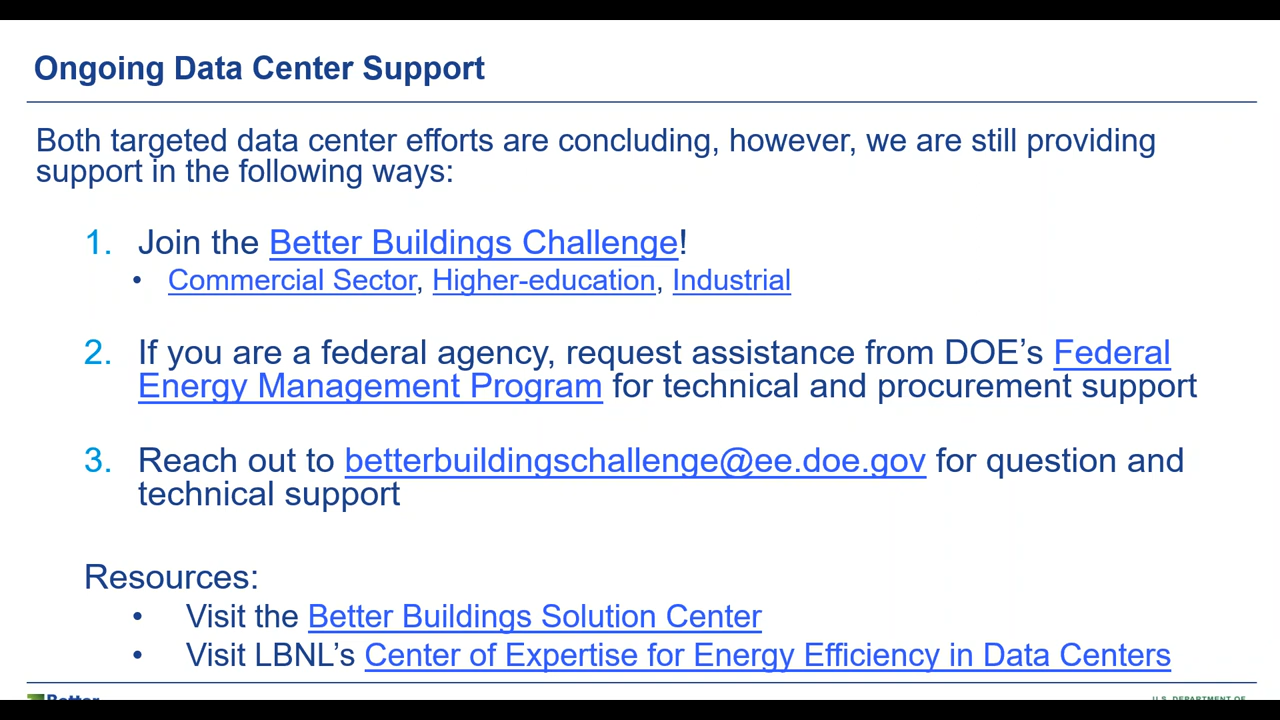 Ongoing Data Center Support
Both targeted data center efforts are concluding, however, we are still providing
support in the following ways:
1. Join the Better Buildings Challenge!
• Commercial Sector, Higher-education, Industrial
2. If you are a federal agency, request assistance from DOE’s Federal
Energy Management Program for technical and procurement support
3. Reach out to betterbuildingschallenge@ee.doe.gov for question and
technical support
Resources:
• Visit the Better Buildings Solution Center
• Visit LBNL’s Center of Expertise for Energy Efficiency in Data Centers
Better
U.S. DEPARTMENT OF